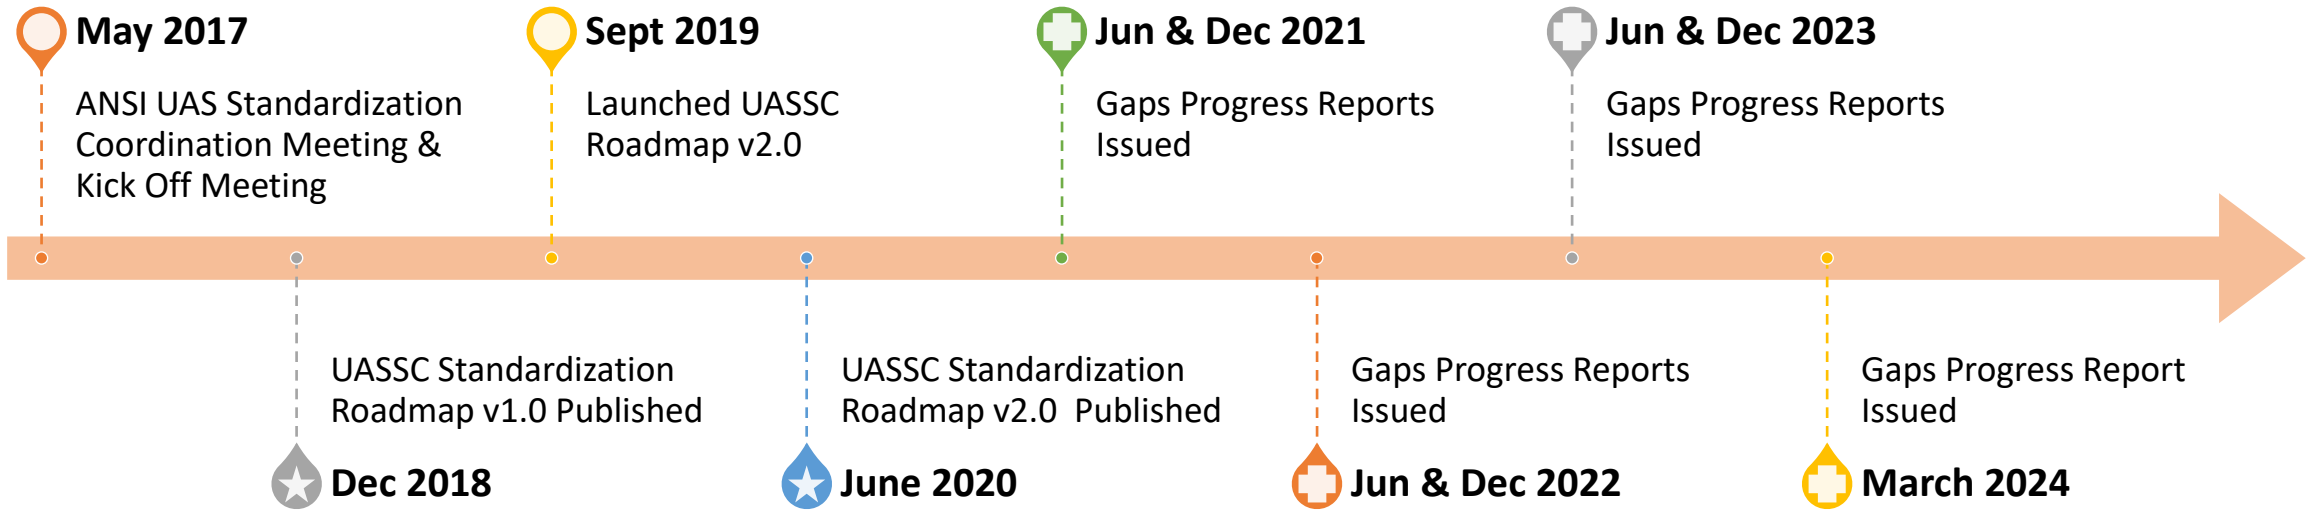 May 2017
ANSI UAS Standardization
Coordination Meeting &
Kick Off Meeting
UASSC Standardization
Roadmap v1.0 Published
Dec 2018
Sept 2019
Launched UASSC
Roadmap v2.0
UASSC Standardization
Roadmap v2.0  Published
June 2020
Jun & Dec 2021
Gaps Progress Reports
Issued
Gaps Progress Reports
Issued
Jun & Dec 2022
Jun & Dec 2023
Gaps Progress Reports
Issued
Gaps Progress Report
Issued
March 2024